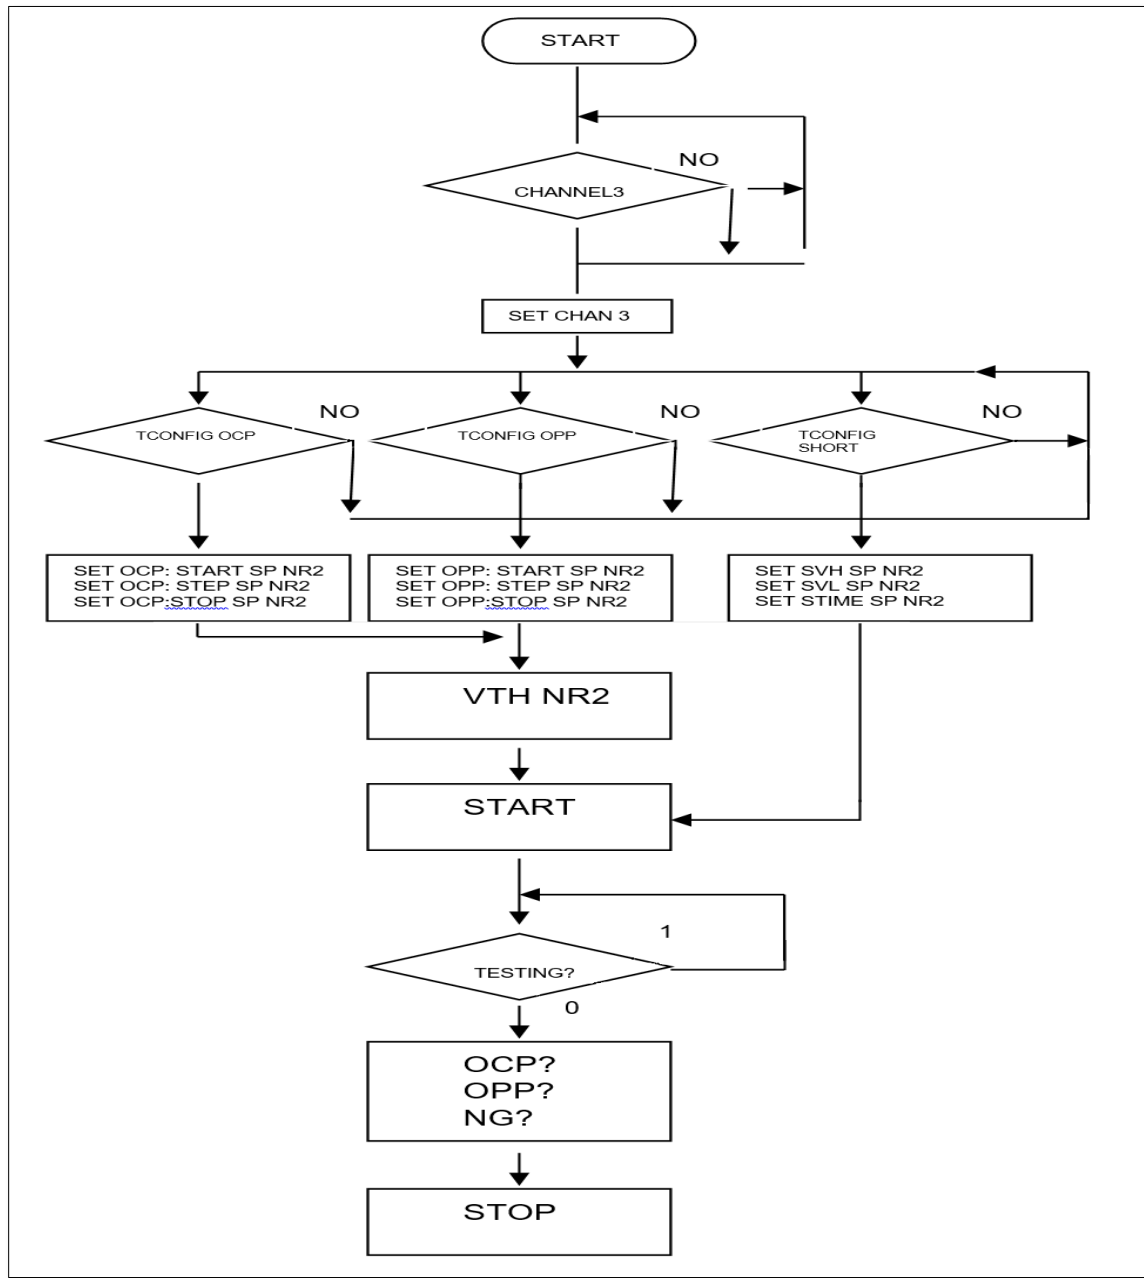 START
NO
CHANNEL3
SET CHAN 3
NO
NO
NO
TCONFIG OCP
TCONFIG OPP
TCONFIG
SHORT
SET OCP: START SP NR2
SET OCP: STEP SP NR2
SET OCP:STOP SP NR2
SET OPP: START SP NR2
SET OPP: STEP SP NR2
SET OPP:STOP SP NR2
SET SVH SP NR2
SET SVL SP NR2
SET STIME SP NR2
VTH NR2
START
1
TESTING?
0
OCP?
OPP?
NG?
STOP